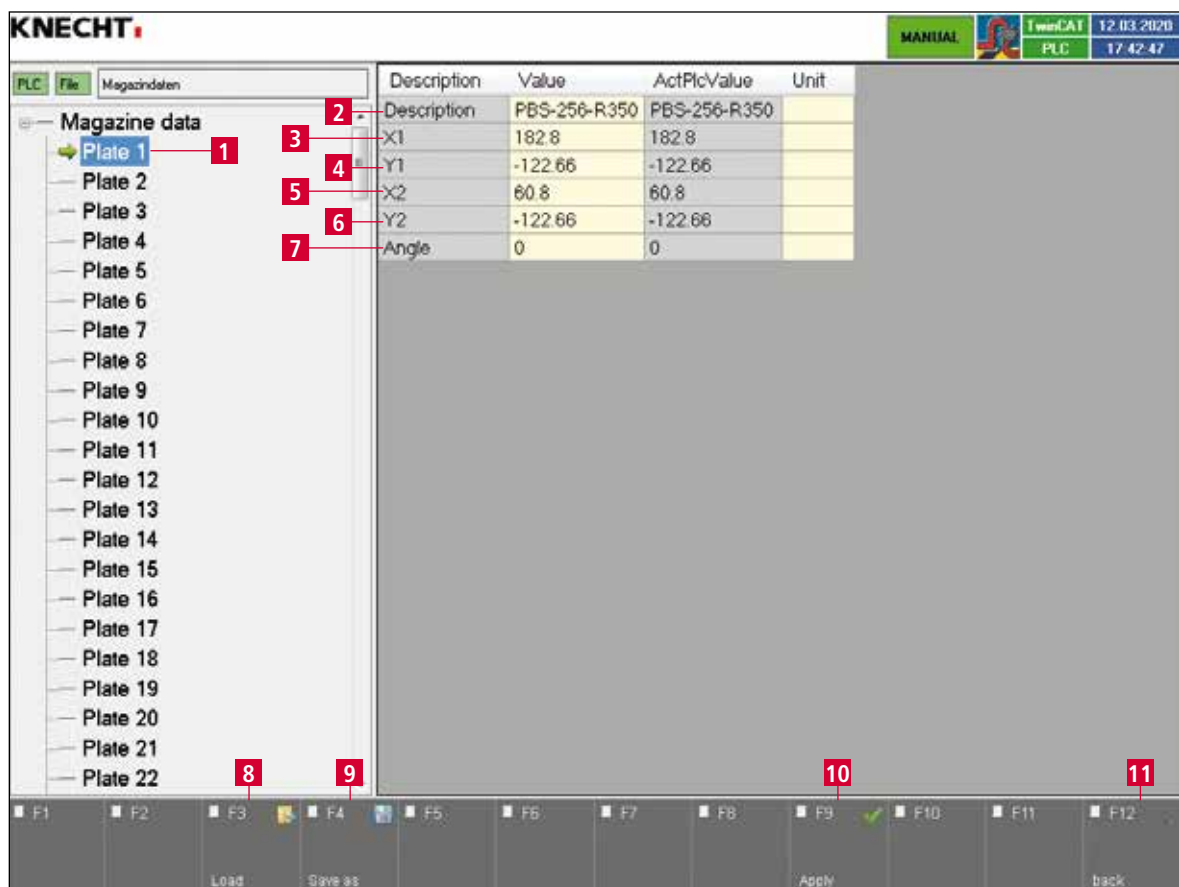 KNECHT
MANUAL
TwinCAT 12.03.2020
PLC 17:42:47
PLC File Magazindaten
Description Value ActPlcValue Unit
2 Description PBS-256-R350 PBS-256-R350
3 X1 182.8 182.8
4 Y1 -122.66 -122.66
5 X2 60.8 60.8
6 Y2 -122.66 -122.66
7 Angle 0 0
Magazine data
Plate 1 1
Plate 2
Plate 3
Plate 4
Plate 5
Plate 6
Plate 7
Plate 8
Plate 9
Plate 10
Plate 11
Plate 12
Plate 13
Plate 14
Plate 15
Plate 16
Plate 17
Plate 18
Plate 19
Plate 20
Plate 21
Plate 22
8 9 10 11
F1 F2 F3 F4 F5 F6 F7 F8 F9 F10 F11 F12
Load Save as Apply back